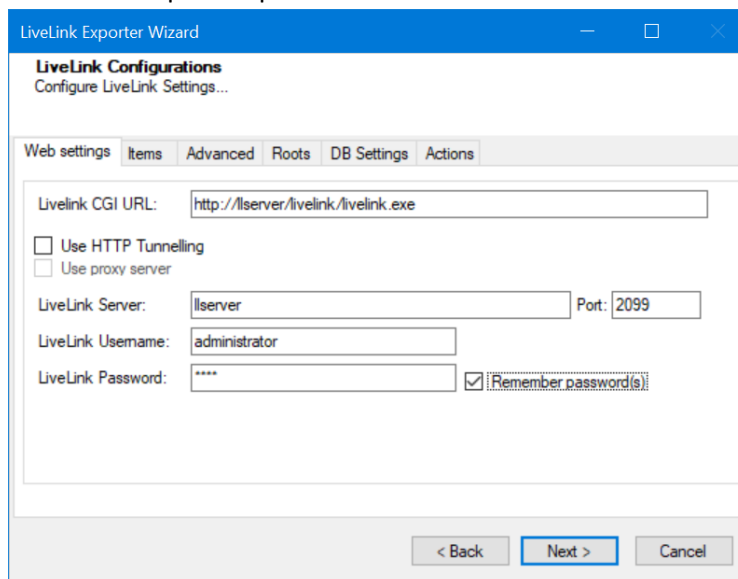 LiveLink Exporter Wizard
LiveLink Configurations
Configure LiveLink Settings...
Web settings Items Advanced Roots DB Settings Actions
Livelink CGI URL: http://llserver/livelink/livelink.exe
Use HTTP Tunnelling
Use proxy server
LiveLink Server: llserver Port: 2099
LiveLink Username: administrator
LiveLink Password: **** Remember password(s)
< Back Next > Cancel